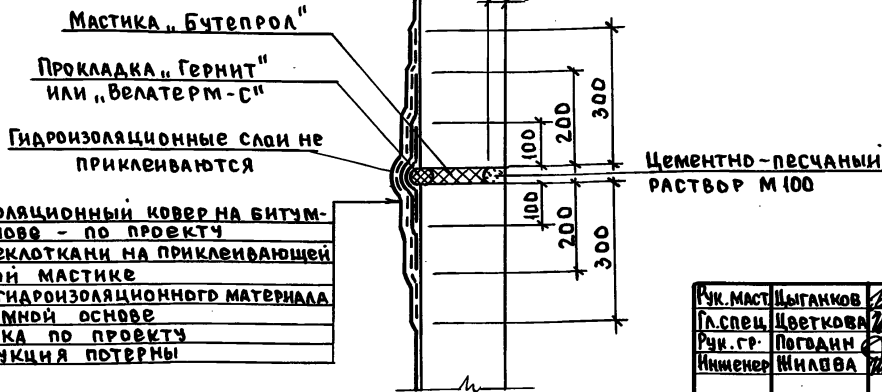 Мастика „Бутепрол"
Прокладка „Гернит"
или „Велатерм-С"
Гидроизоляционные слои не
приклеиваются
оляционный ковер на битум-
нове - по проекту
еклоткани на приклеивающей
ой мастике
гидроизоляционного материала
мной основе
ка по проекту
укция потерны
100
200
300
100
200
300
Цементно-песчаный
раствор М 100
Рук. маст Цыганков
Гл. спец Цветкова
Рук. гр. Погодин
Инженер Жилова